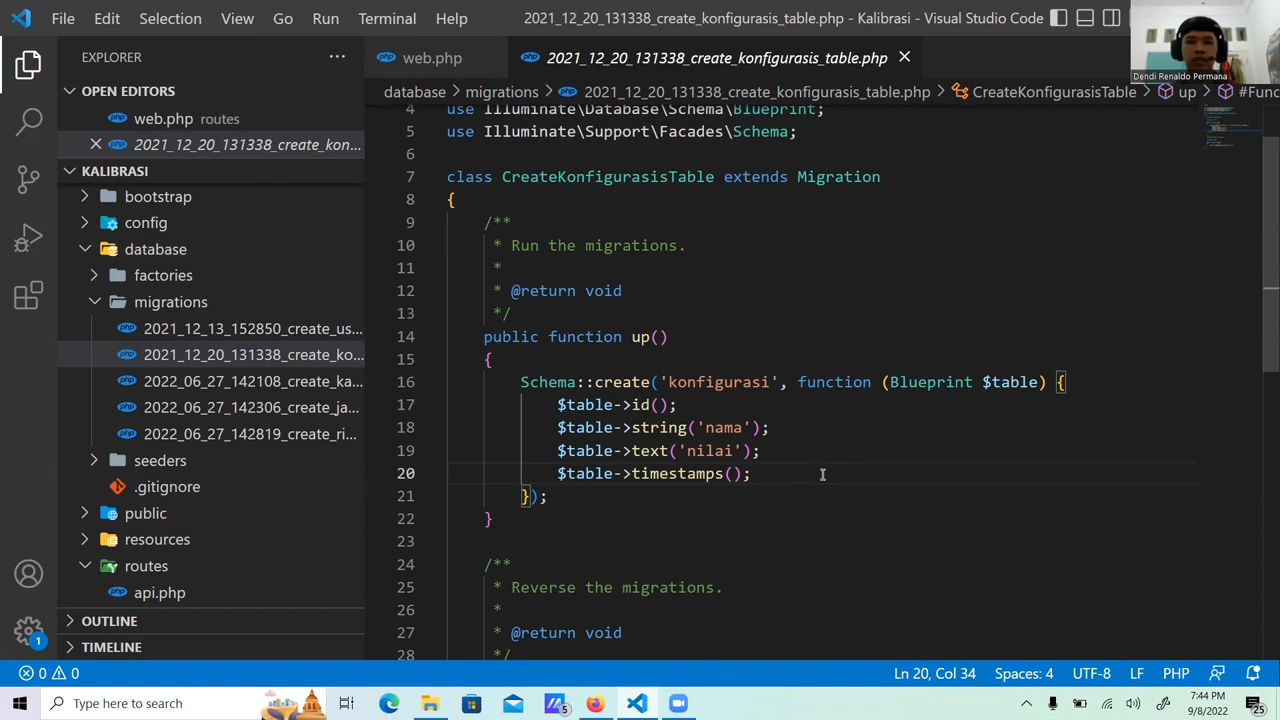 File Edit Selection View Go Run Terminal Help
2021_12_20_131338_create_konfigurasis_table.php - Kalibrasi - Visual Studio Code
Dendi Renaldo Permana
EXPLORER
OPEN EDITORS
web.php routes
2021_12_20_131338_create_kon...
KALIBRASI
bootstrap
config
database
factories
migrations
2021_12_13_152850_create_us...
2021_12_20_131338_create_ko...
2022_06_27_142108_create_ka...
2022_06_27_142306_create_ja...
2022_06_27_142819_create_ri...
seeders
.gitignore
public
resources
routes
api.php
OUTLINE
TIMELINE
web.php
2021_12_20_131338_create_konfigurasis_table.php
database > migrations > 2021_12_20_131338_create_konfigurasis_table.php > CreateKonfigurasisTable > up > #Func
4 use Illuminate\Database\Schema\Blueprint;
5 use Illuminate\Support\Facades\Schema;
6
7 class CreateKonfigurasisTable extends Migration
8 {
9 /**
10 * Run the migrations.
11 *
12 * @return void
13 */
14 public function up()
15 {
16 Schema::create('konfigurasi', function (Blueprint $table) {
17 $table->id();
18 $table->string('nama');
19 $table->text('nilai');
20 $table->timestamps();
21 });
22 }
23
24 /**
25 * Reverse the migrations.
26 *
27 * @return void
28 */
1
0 0 Ln 20, Col 34 Spaces: 4 UTF-8 LF PHP
Type here to search
5
7:44 PM
9/8/2022
25